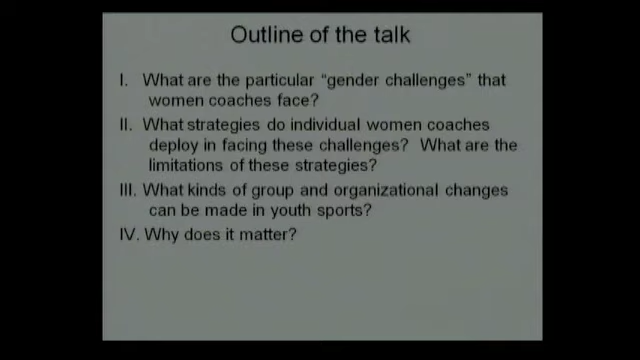 Outline of the talk
I. What are the particular "gender challenges" that
women coaches face?
II. What strategies do individual women coaches
deploy in facing these challenges? What are the
limitations of these strategies?
III. What kinds of group and organizational changes
can be made in youth sports?
IV. Why does it matter?